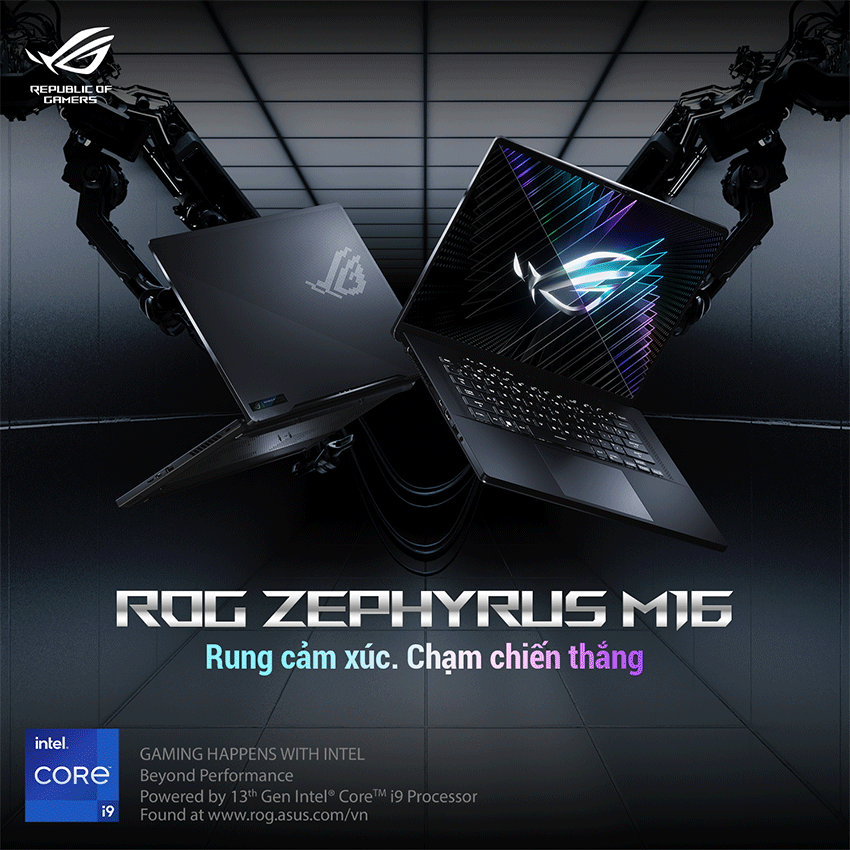 REPUBLIC OF
GAMERS
ROG ZEPHYRUS M16
Rung cảm xúc. Chạm chiến thắng
intel.
CORE™
i9
GAMING HAPPENS WITH INTEL
Beyond Performance
Powered by 13th Gen Intel® Core™ i9 Processor
Found at www.rog.asus.com/vn